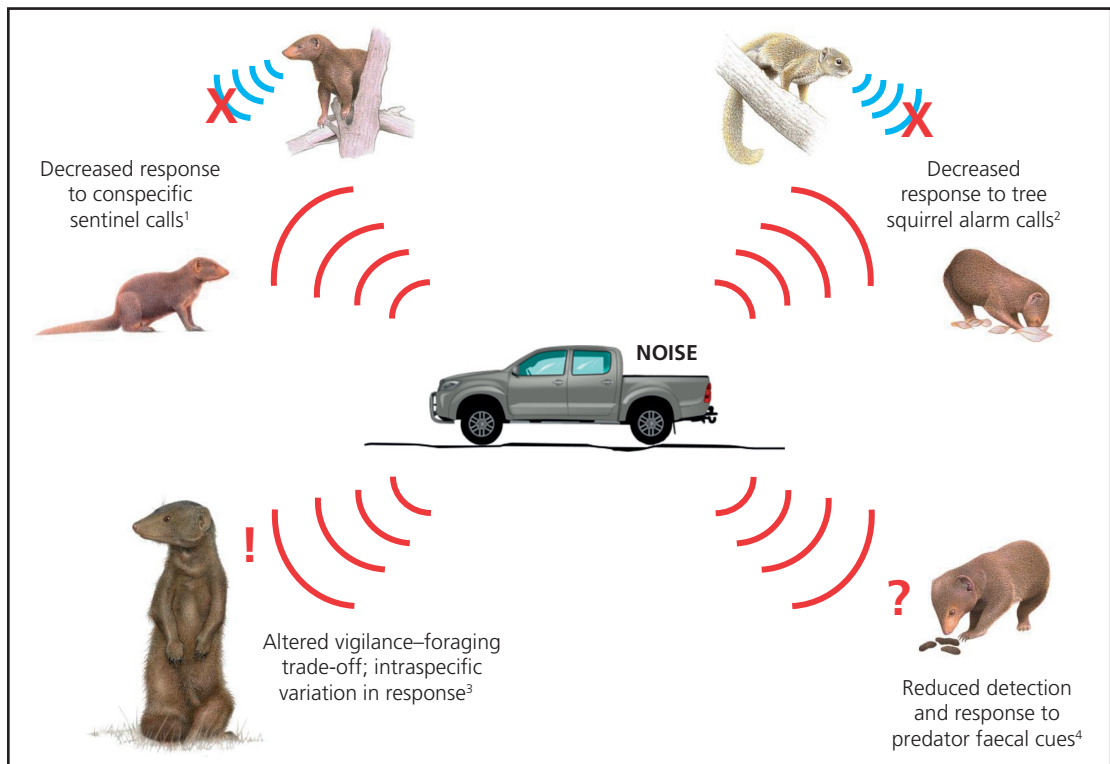 X
X
Decreased response
to conspecific
sentinel calls¹
Decreased
response to tree
squirrel alarm calls²
NOISE
!
?
Altered vigilance–foraging
trade-off; intraspecific
variation in response³
Reduced detection
and response to
predator faecal cues⁴